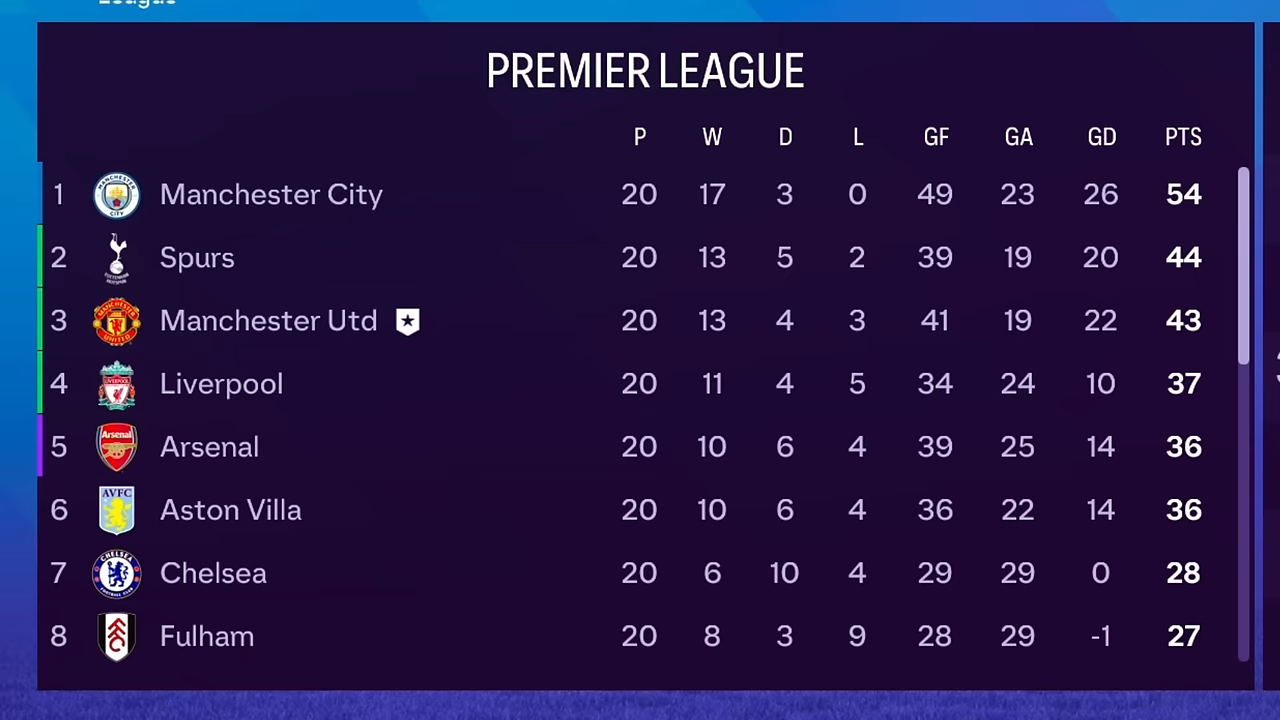 League
PREMIER LEAGUE
P W D L GF GA GD PTS
1 Manchester City 20 17 3 0 49 23 26 54
2 Spurs 20 13 5 2 39 19 20 44
3 Manchester Utd 20 13 4 3 41 19 22 43
4 Liverpool 20 11 4 5 34 24 10 37
5 Arsenal 20 10 6 4 39 25 14 36
6 Aston Villa 20 10 6 4 36 22 14 36
7 Chelsea 20 6 10 4 29 29 0 28
8 Fulham 20 8 3 9 28 29 -1 27